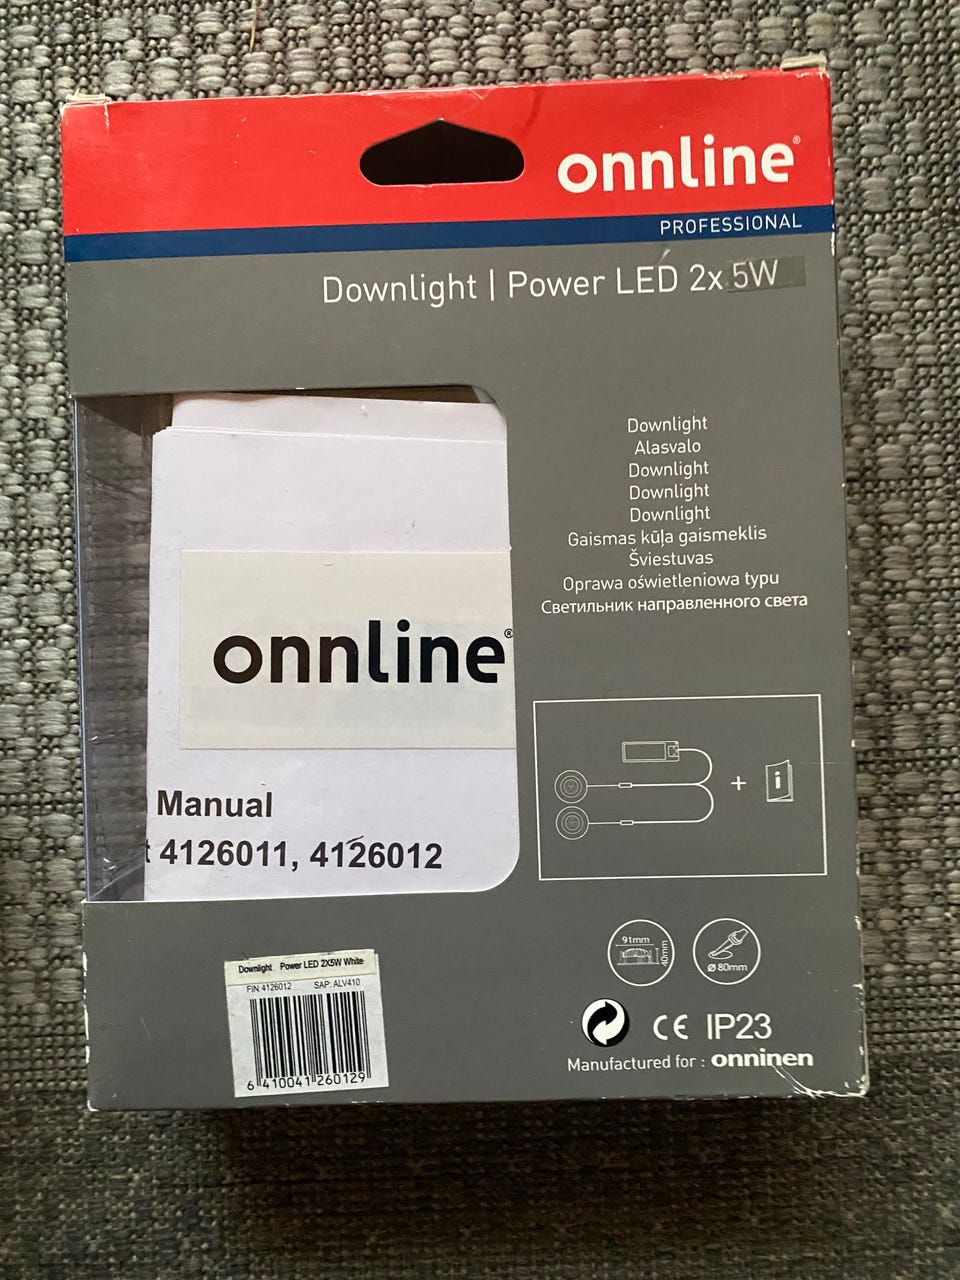 onnline®
PROFESSIONAL
Downlight | Power LED 2x 5W
Downlight
Alasvalo
Downlight
Downlight
Downlight
Gaismas kūļa gaismeklis
Šviestuvas
Oprawa oświetleniowa typu
Светильник направленного света
onnline®
Manual
t 4126011, 4126012
+
i
91mm
40mm
Ø 80mm
CE IP23
Manufactured for : onninen
Downlight Power LED 2X5W White
FIN:4126012 SAP: ALV410
6 410041 260129